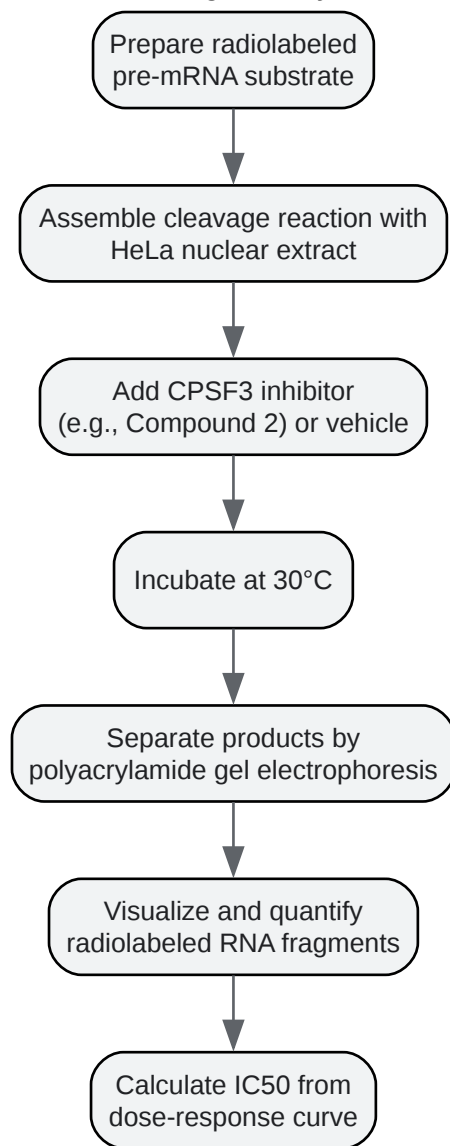 Prepare radiolabeled
pre-mRNA substrate
Assemble cleavage reaction with
HeLa nuclear extract
Add CPSF3 inhibitor
(e.g., Compound 2) or vehicle
Incubate at 30°C
Separate products by
polyacrylamide gel electrophoresis
Visualize and quantify
radiolabeled RNA fragments
Calculate IC50 from
dose-response curve